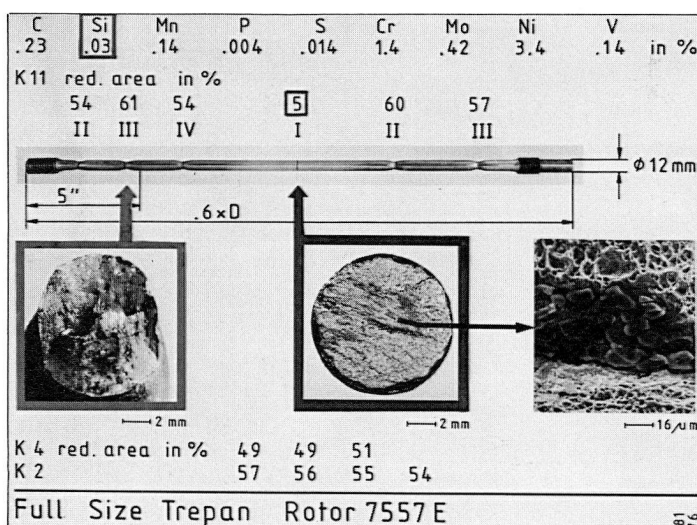 C Si Mn P S Cr Mo Ni V
.23 .03 .14 .004 .014 1.4 .42 3.4 .14 in %
K11 red. area in %
54 61 54 5 60 57
II III IV I II III
ϕ 12 mm
5"
.6xD
2 mm 2 mm 16 µm
K 4 red. area in % 49 49 51
K 2 57 56 55 54
Full Size Trepan Rotor 7557 E